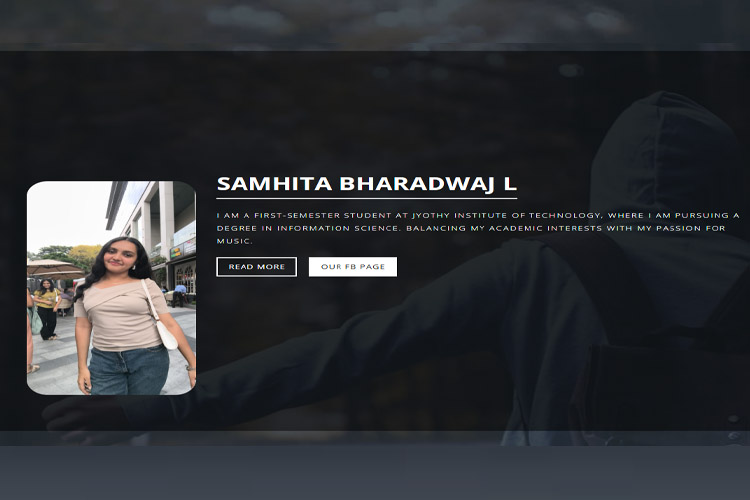 SAMHITA BHARADWAJ L
I AM A FIRST-SEMESTER STUDENT AT JYOTHY INSTITUTE OF TECHNOLOGY, WHERE I AM PURSUING A
DEGREE IN INFORMATION SCIENCE. BALANCING MY ACADEMIC INTERESTS WITH MY PASSION FOR
MUSIC.
READ MORE
OUR FB PAGE